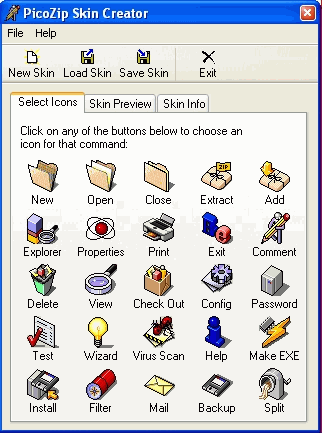 PicoZip Skin Creator
File Help
New Skin Load Skin Save Skin Exit
Select Icons Skin Preview Skin Info
Click on any of the buttons below to choose an
icon for that command:
ZIP
New Open Close Extract Add
Explorer Properties Print Exit Comment
Delete View Check Out Config Password
Test Wizard Virus Scan Help Make EXE
Install Filter Mail Backup Split